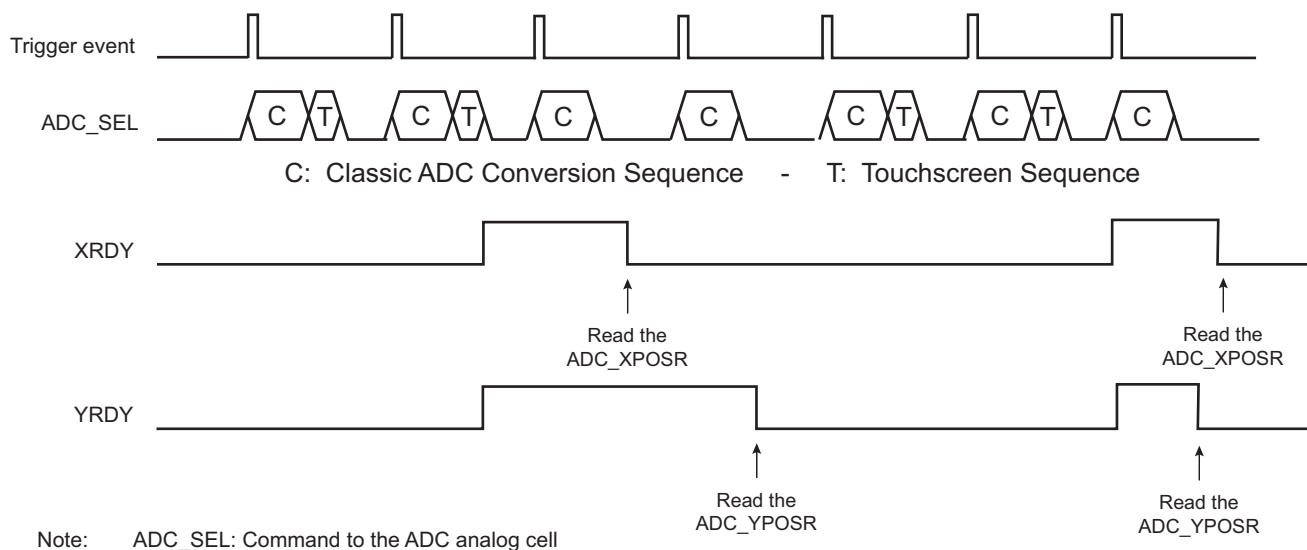 Trigger event
ADC_SEL
C T C T C C C T C T C
C: Classic ADC Conversion Sequence - T: Touchscreen Sequence
XRDY
Read the
ADC_XPOSR
Read the
ADC_XPOSR
YRDY
Read the
ADC_YPOSR
Read the
ADC_YPOSR
Note: ADC_SEL: Command to the ADC analog cell